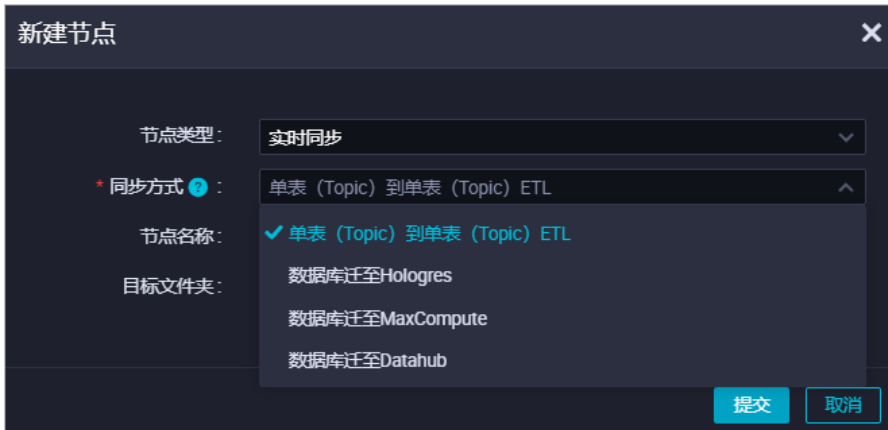 新建节点
节点类型:
实时同步
* 同步方式 ? :
单表（Topic）到单表（Topic）ETL
节点名称:
单表（Topic）到单表（Topic）ETL
数据库迁至Hologres
目标文件夹:
数据库迁至MaxCompute
数据库迁至Datahub
提交
取消